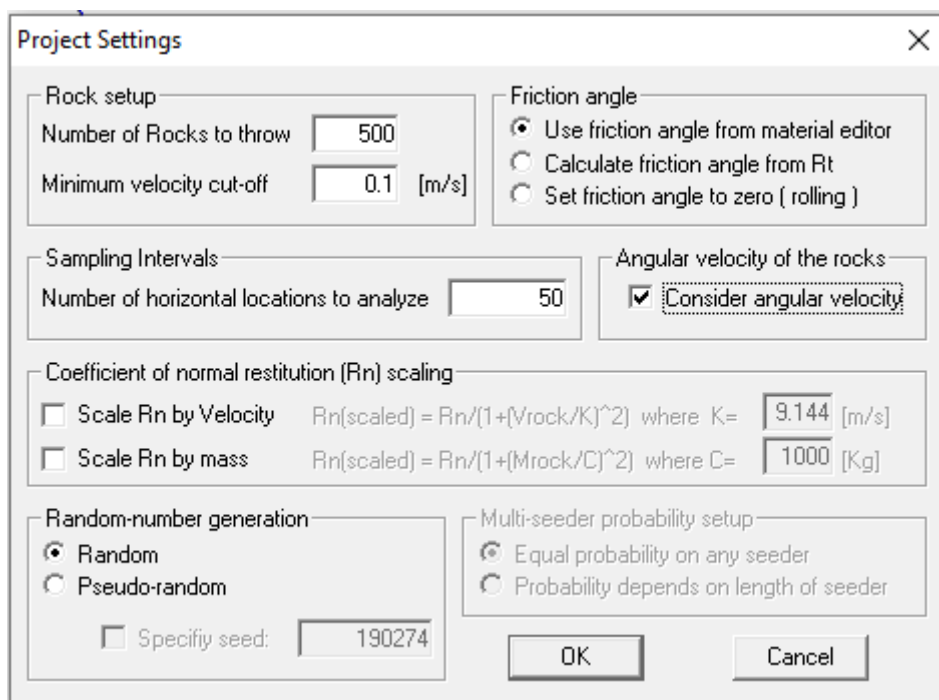 Project Settings
Rock setup
Number of Rocks to throw 500
Minimum velocity cut-off 0.1 [m/s]
Friction angle
Use friction angle from material editor
Calculate friction angle from Rt
Set friction angle to zero ( rolling )
Sampling Intervals
Number of horizontal locations to analyze 50
Angular velocity of the rocks
Consider angular velocity
Coefficient of normal restitution (Rn) scaling
Scale Rn by Velocity Rn(scaled) = Rn/(1+(Vrock/K)^2) where K= 9.144 [m/s]
Scale Rn by mass Rn(scaled) = Rn/(1+(Mrock/C)^2) where C= 1000 [Kg]
Random-number generation
Random
Pseudo-random
Specifiy seed: 190274
Multi-seeder probability setup
Equal probability on any seeder
Probability depends on length of seeder
OK Cancel